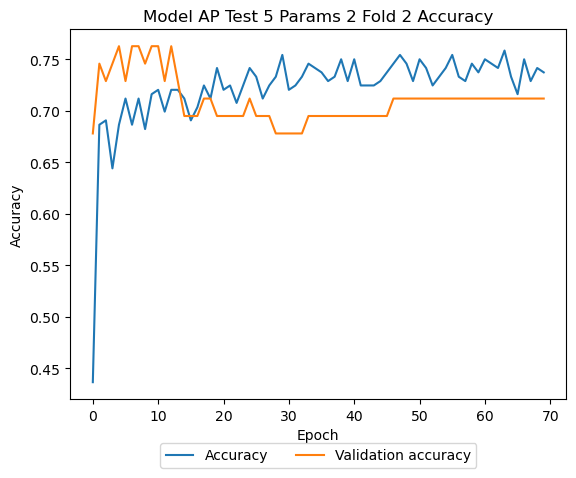 Model AP Test 5 Params 2 Fold 2 Accuracy
Accuracy
0.75
0.70
0.65
0.60
0.55
0.50
0.45
0 10 20 30 40 50 60 70
Epoch
Accuracy Validation accuracy